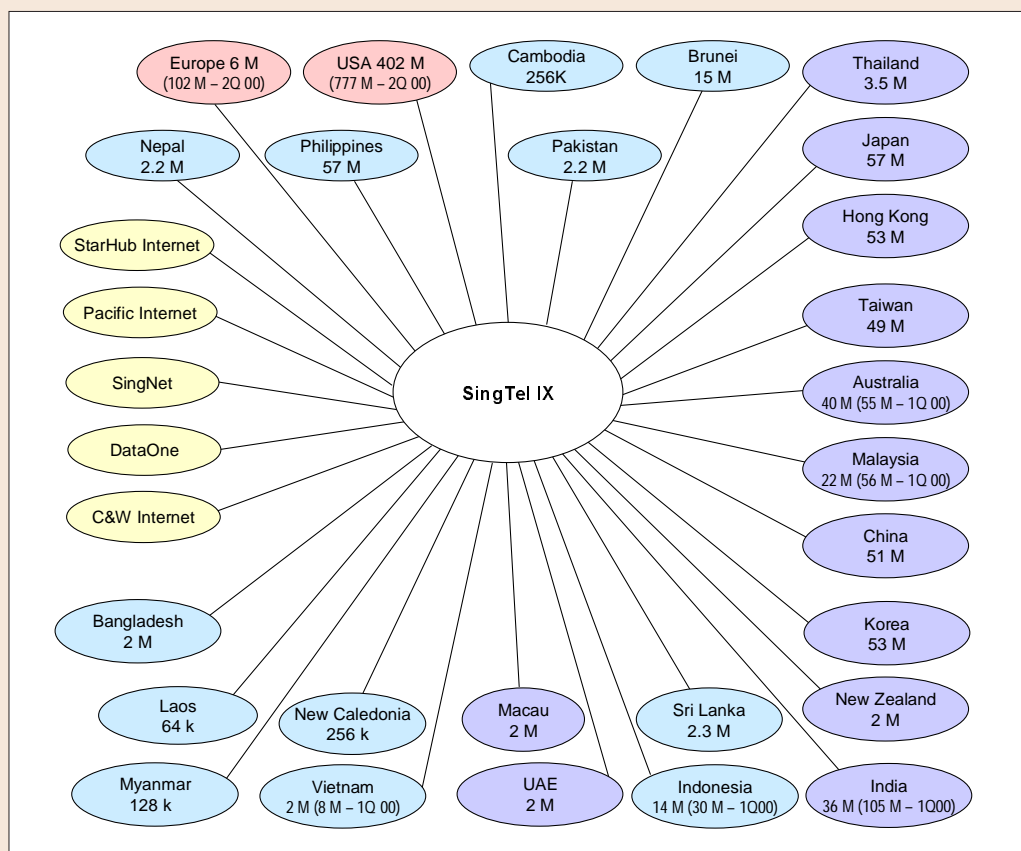 Europe 6 M
(102 M – 2Q 00)
USA 402 M
(777 M – 2Q 00)
Cambodia
256K
Brunei
15 M
Thailand
3.5 M
Nepal
2.2 M
Philippines
57 M
Pakistan
2.2 M
Japan
57 M
StarHub Internet
Hong Kong
53 M
Pacific Internet
Taiwan
49 M
SingNet
SingTel IX
Australia
40 M (55 M – 1Q 00)
DataOne
Malaysia
22 M (56 M – 1Q 00)
C&W Internet
China
51 M
Bangladesh
2 M
Korea
53 M
Laos
64 k
New Caledonia
256 k
Macau
2 M
Sri Lanka
2.3 M
New Zealand
2 M
Myanmar
128 k
Vietnam
2 M (8 M – 1Q 00)
UAE
2 M
Indonesia
14 M (30 M – 1Q00)
India
36 M (105 M – 1Q00)